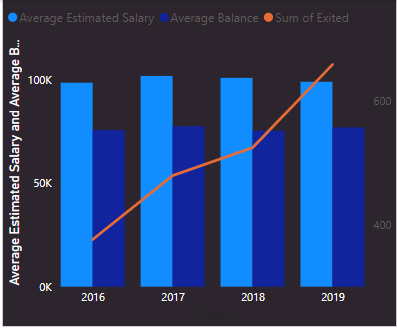 Average Estimated Salary Average Balance Sum of Exited
Average Estimated Salary and Average B...
100K
50K
0K
600
400
2016 2017 2018 2019